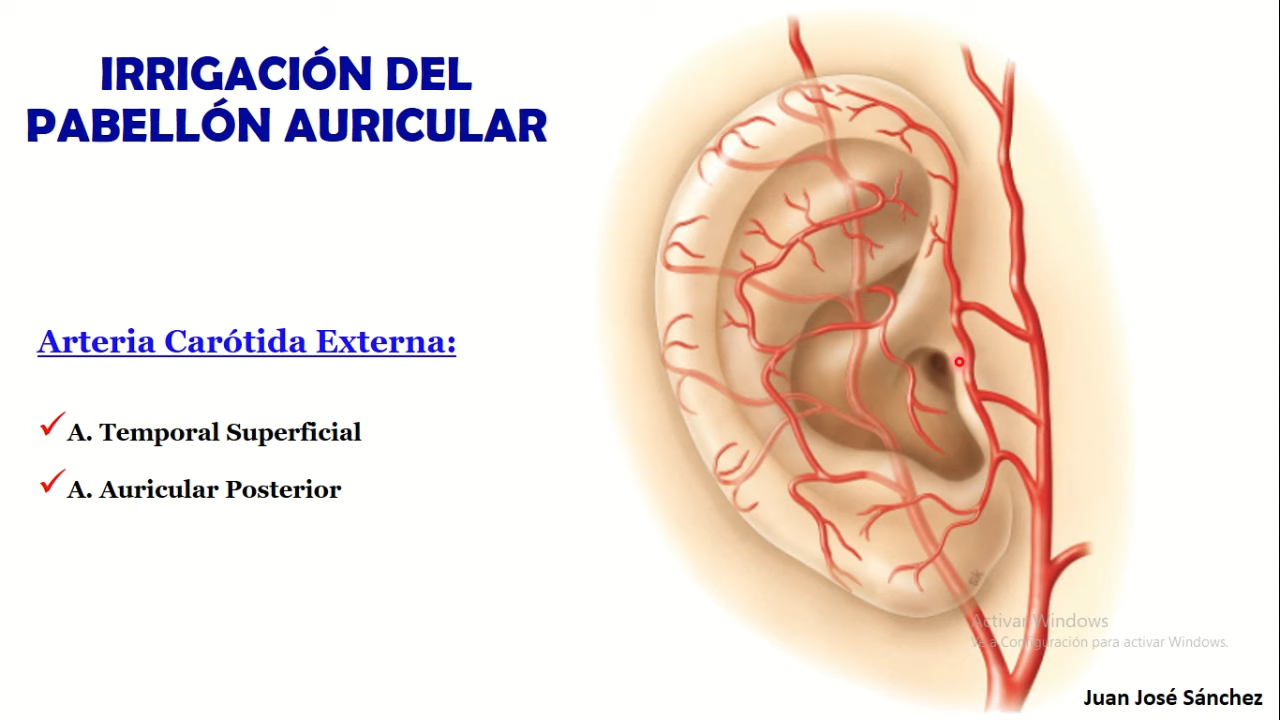 IRRIGACIÓN DEL
PABELLÓN AURICULAR
Arteria Carótida Externa:
A. Temporal Superficial
A. Auricular Posterior
Activar Windows
Ve a Configuración para activar Windows.
Juan José Sánchez